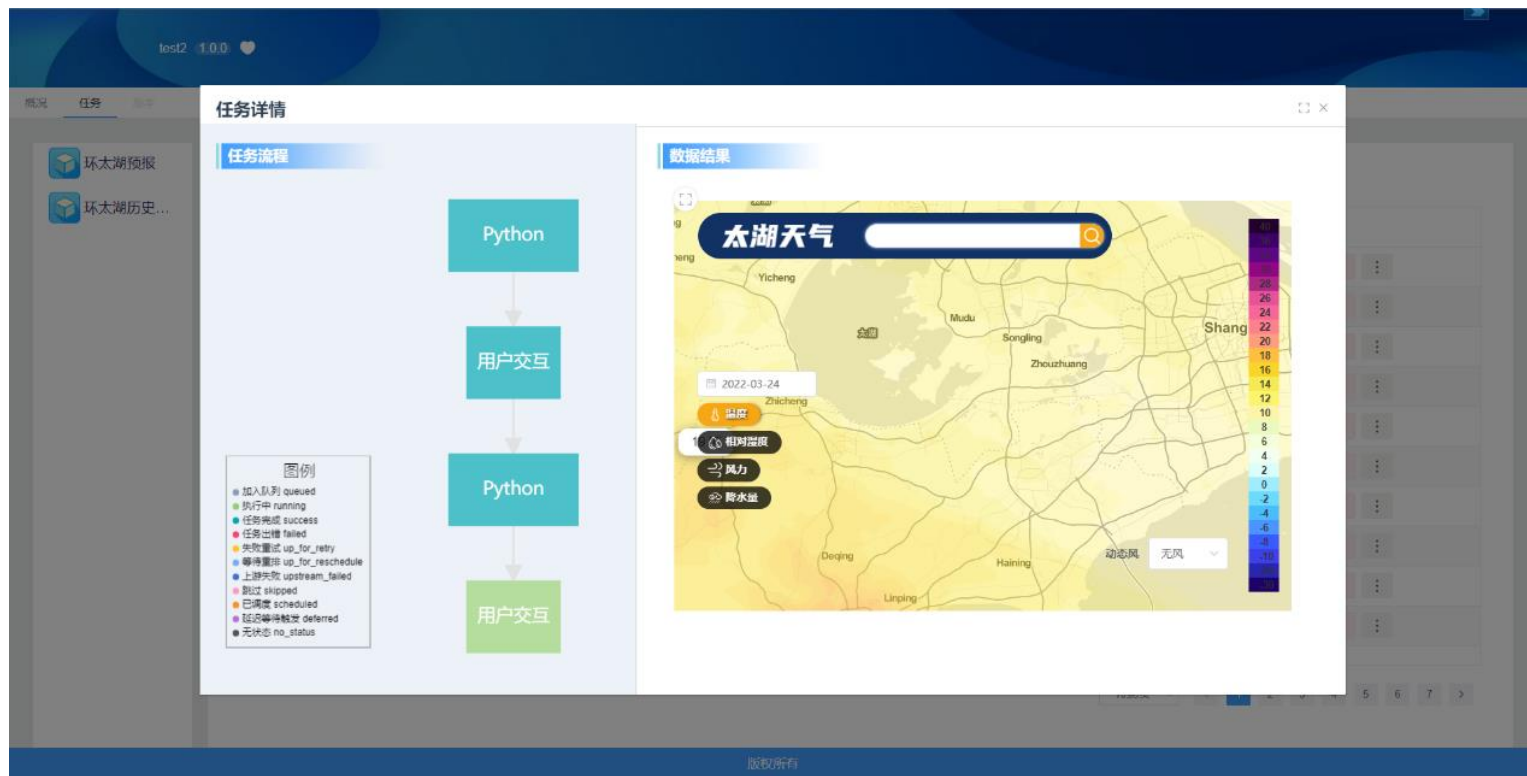 test2 1.0.0
概况 任务
任务详情
环太湖预报
环太湖历史...
任务流程
Python
用户交互
Python
用户交互
图例
加入队列 queued
执行中 running
任务完成 success
任务出错 failed
失败重试 up_for_retry
等待重排 up_for_reschedule
上游失败 upstream_failed
跳过 skipped
已调度 scheduled
延迟等待触发 deferred
无状态 no_status
数据结果
太湖天气
Yicheng
太湖
Mudu
Songling
Zhouzhuang
Shang
2022-03-24
Zhicheng
温度
相对湿度
风力
降水量
Deqing
Haining
Linping
动态风 无风
40
28
26
24
22
20
18
16
14
12
10
8
6
4
2
0
-2
-4
-6
-8
-10
-30
1 2 3 4 5 6 7
版权所有